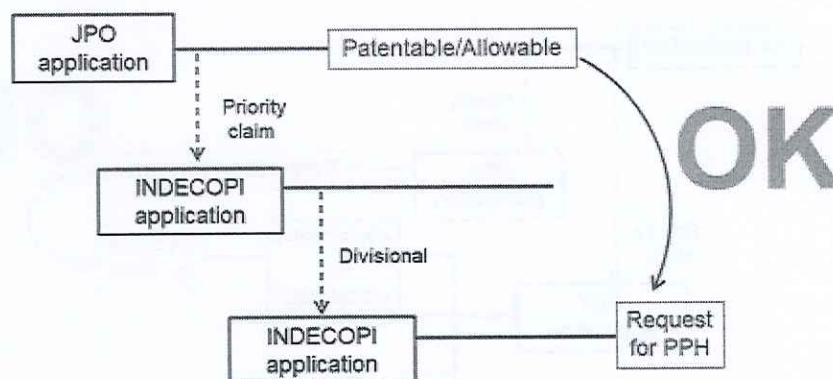 JPO
application
Patentable/Allowable
Priority
claim
OK
INDECOPI
application
Divisional
INDECOPI
application
Request
for PPH